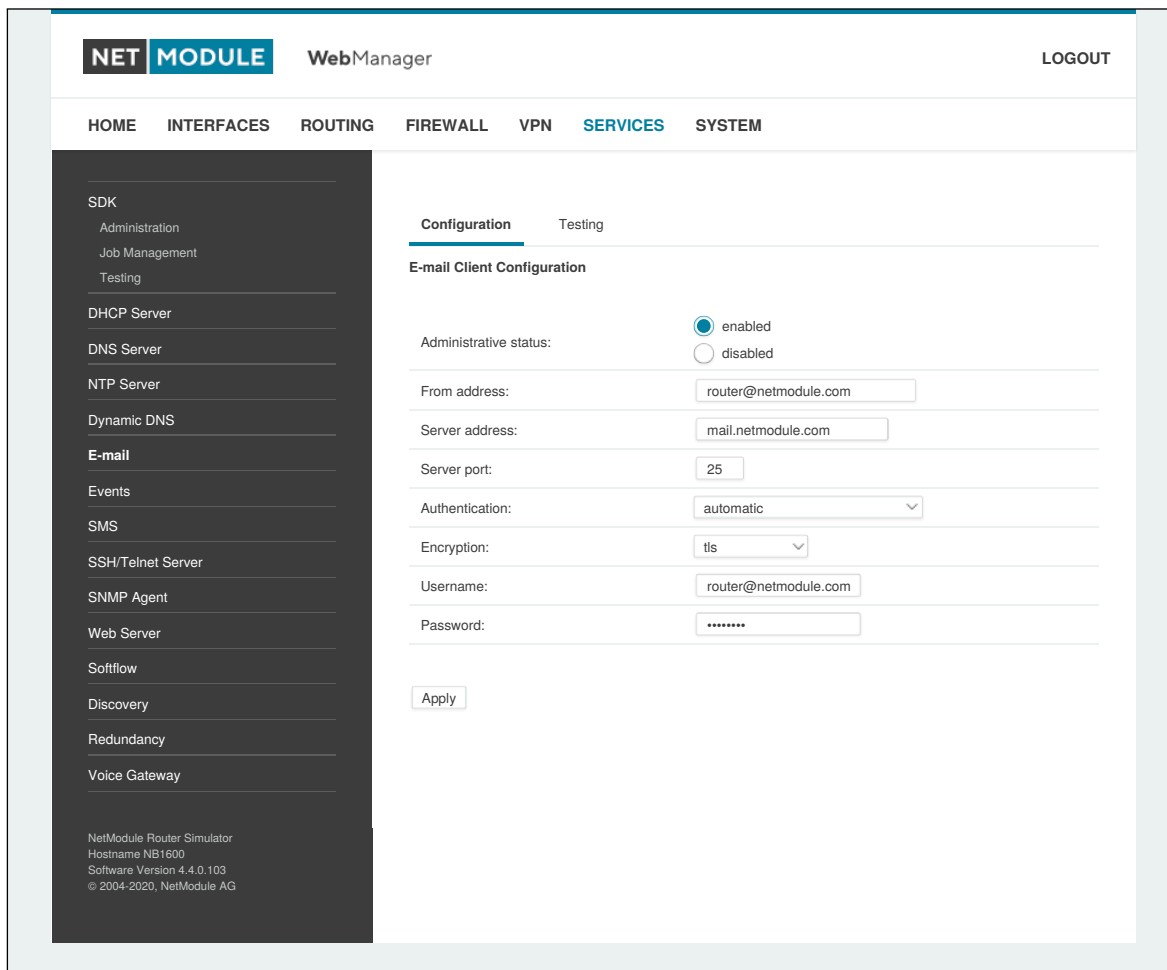 NET MODULE WebManager LOGOUT
HOME INTERFACES ROUTING FIREWALL VPN SERVICES SYSTEM
SDK
Administration
Job Management
Testing
DHCP Server
DNS Server
NTP Server
Dynamic DNS
E-mail
Events
SMS
SSH/Telnet Server
SNMP Agent
Web Server
Softflow
Discovery
Redundancy
Voice Gateway
NetModule Router Simulator
Hostname NB1600
Software Version 4.4.0.103
© 2004-2020, NetModule AG
Configuration Testing
E-mail Client Configuration
Administrative status: enabled
disabled
From address: router@netmodule.com
Server address: mail.netmodule.com
Server port: 25
Authentication: automatic
Encryption: tls
Username: router@netmodule.com
Password: ••••••••
Apply